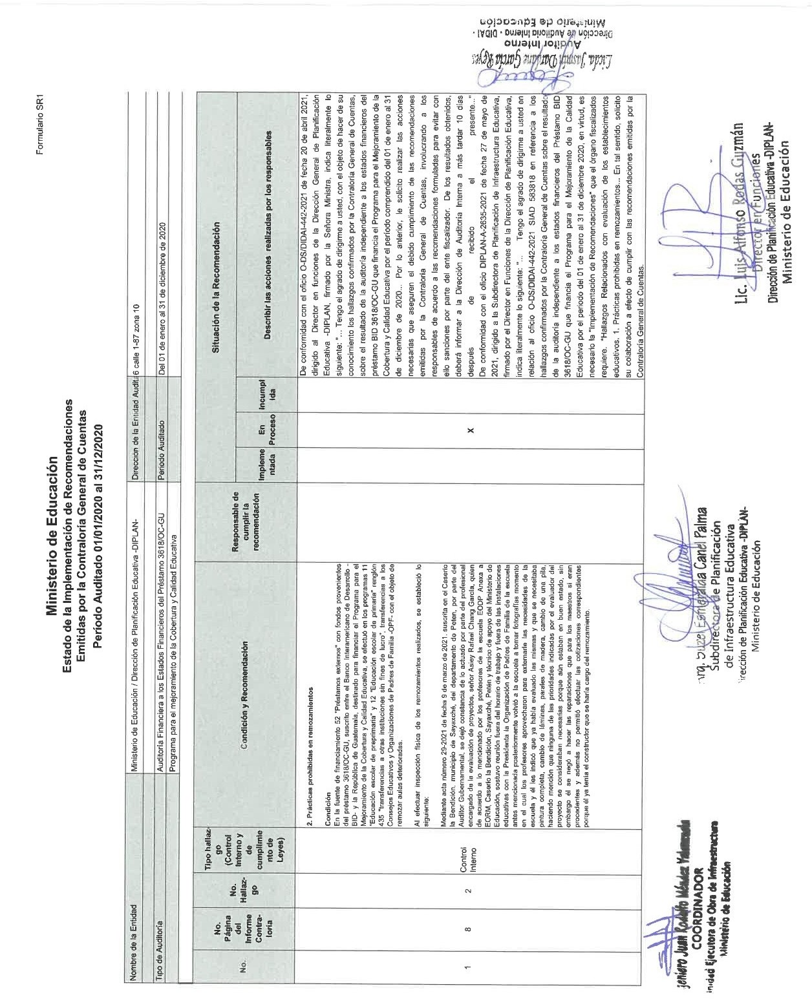 Formulario SR1
Ministerio de Educación
Estado de la Implementación de Recomendaciones
Emitidas por la Contraloría General de Cuentas
Período Auditado 01/01/2020 al 31/12/2020
Nombre de la Entidad
Ministerio de Educación / Dirección de Planificación Educativa -DIPLAN-
Dirección de la Entidad Audita
6 calle 1-87 zona 10
Tipo de Auditoría
Auditoría Financiera a los Estados Financieros del Préstamo 3618/OC-GU
Programa para el mejoramiento de la Cobertura y Calidad Educativa
Período Auditado
Del 01 de enero al 31 de diciembre de 2020
No.
No.
Página
del
Informe
Contra-
loría
No.
Hallaz-
go
Tipo hallaz-
go
(Control
Interno y
de
cumplimie
nto de
Leyes)
Condición y Recomendación
Responsable de
cumplir la
recomendación
Situación de la Recomendación
Impleme
ntada
En
Proceso
Incumpl
ida
Describir las acciones realizadas por los responsables
1
8
2
Control
Interno
2. Prácticas prohibidas en remozamientos
Condición
En la fuente de financiamiento 52 "Préstamos externos" con fondos provenientes
del préstamo 3618/OC-GU, suscrito entre el Banco Interamericano de Desarrollo -
BID- y la República de Guatemala, destinado para financiar el Programa para el
Mejoramiento de la Cobertura y Calidad Educativa, se efectuó en los programas 11
"Educación escolar de preprimaria" y 12 "Educación escolar de primaria" renglón
435 "transferencias a otras instituciones sin fines de lucro", transferencias a los
Consejos Educativos y Organizaciones de Padres de Familia -OPF- con el objeto de
remozar aulas deterioradas.
Al efectuar inspección física de los remozamientos realizados, se estableció lo
siguiente:
Mediante acta número 29-2021 de fecha 9 de marzo de 2021, suscrita en el Caserío
la Bendición, municipio de Sayaxché, del departamento de Peten, por parte del
Auditor Gubernamental, se dejó constancia de lo actuado por parte del profesional
encargado de la evaluación de proyectos, señor Asley Rafael Chang García, quien
de acuerdo a lo mencionado por los profesores de la escuela EODP Anexa a
EORM, Caserío la Bendición, Sayaxché, Petén y técnico de apoyo del Ministerio de
Educación, sostuvo reunión fuera del horario de trabajo y fuera de las instalaciones
educativas con la Presidenta la Organización de Padres de Familia de la escuela
antes mencionada posteriormente volvió a la escuela a tomar fotografías momento
en el cual los profesores aprovecharon para externarle las necesidades de la
escuela y él les indicó que ya había evaluado las mismas y que se necesitaba
pintura completa, cambio de láminas, parales de madera, cambio de una pila,
haciendo mención que ninguna de las prioridades indicadas por el evaluador del
proyecto se consideraban necesarias porque aún estaban en buen estado, sin
embargo él se negó a hacer las reparaciones que para los maestros si eran
procedentes y además no permitió efectuar las cotizaciones correspondientes
porque él ya tenía el constructor que se haría cargo del remozamiento.
X
De conformidad con el oficio O-DS/DIDAI-442-2021 de fecha 20 de abril 2021,
dirigido al Director en funciones de la Dirección General de Planificación
Educativa -DIPLAN, firmado por la Señora Ministra, indica literalmente lo
siguiente: "... Tengo el agrado de dirigirme a usted, con el objeto de hacer de su
conocimiento los hallazgos confirmados por la Contraloría General de Cuentas,
sobre el resultado de la auditoría independiente a los estados financieros del
préstamo BID 3618/OC-GU que financia el Programa para el Mejoramiento de la
Cobertura y Calidad Educativa por el período comprendido del 01 de enero al 31
de diciembre de 2020... Por lo anterior, le solicito realizar las acciones
necesarias que aseguren el debido cumplimiento de las recomendaciones
emitidas por la Contraloría General de Cuentas, involucrando a los
responsables de acuerdo a las recomendaciones formuladas para evitar con
ello sanciones por parte del ente fiscalizador. De los resultados obtenidos,
deberá informar a la Dirección de Auditoría Interna a más tardar 10 días
después de recibido el presente..."
De conformidad con el oficio DIPLAN-A-2635-2021 de fecha 27 de mayo de
2021, dirigido a la Subdirectora de Planificación de Infraestructura Educativa,
firmado por el Director en Funciones de la Dirección de Planificación Educativa,
indica literalmente lo siguiente: "... Tengo el agrado de dirigirme a usted en
relación al oficio O-DS/DIDAI-442-2021 SIAD 583818 en referencia a los
hallazgos confirmados por la Contraloría General de Cuentas sobre el resultado
de la auditoría independiente a los estados financieros del Préstamo BID
3618/OC-GU que financia el Programa para el Mejoramiento de la Calidad
Educativa por el período del 01 de enero al 31 de diciembre 2020, en virtud, es
necesario la "Implementación de Recomendaciones" que el órgano fiscalizados
requiere. "Hallazgos Relacionados con evaluación de los establecimientos
educativos. 1. Prácticas prohibidas en remozamientos... En tal sentido, solicito
su colaboración a efecto de cumplir con las recomendaciones emitidas por la
Contraloría General de Cuentas.
geniero Juan Rodolfo Méndez
COORDINADOR
nidad Ejecutora de Obra de Infraestructura
Ministerio de Educación
rq. Suzel Esmeralda Canel Palma
Subdirectora de Planificación
de Infraestructura Educativa
irección de Planificación Educativa -DIPLAN-
Ministerio de Educación
Lic. Luis Alfonso Rodas Guzmán
Director en Funciones
Dirección de Planificación Educativa -DIPLAN-
Ministerio de Educación
Licda. Jasmín Dariane García Reyes
Auditor Interno
Dirección de Auditoría Interna - DIDAI -
Ministerio de Educación